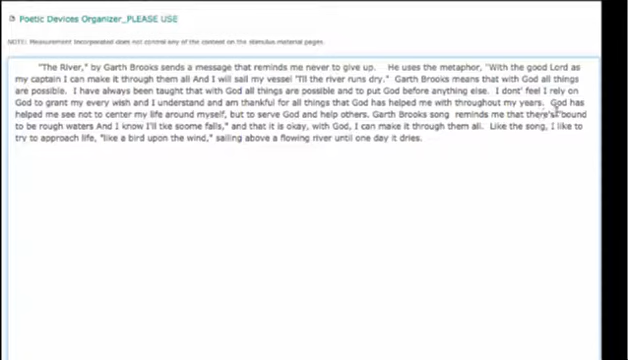 Poetic Devices Organizer_PLEASE USE
NOTE: Measurement Incorporated does not control any of the content on the stimulus material pages.
"The River," by Garth Brooks sends a message that reminds me never to give up. He uses the metaphor, "With the good Lord as
my captain I can make it through them all And I will sail my vessel 'Til the river runs dry." Garth Brooks means that with God all things
are possible. I have always been taught that with God all things are possible and to put God before anything else. I dont' feel I rely on
God to grant my every wish and I understand and am thankful for all things that God has helped me with throughout my years. God has
helped me see not to center my life around myself, but to serve God and help others. Garth Brooks song reminds me that there's bound
to be rough waters And I know I'll tke soome falls," and that it is okay, with God, I can make it through them all. Like the song, I like to
try to approach life, "like a bird upon the wind," sailing above a flowing river until one day it dries.